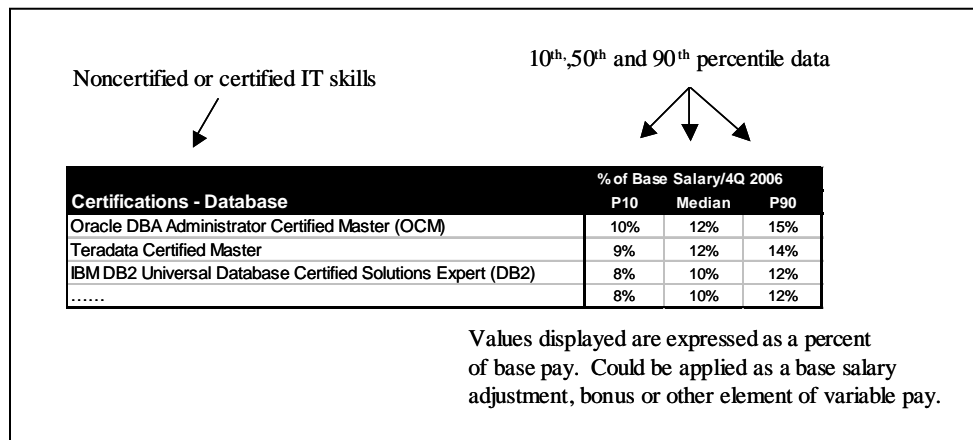 10th,,50th and 90th percentile data
Noncertified or certified IT skills
% of Base Salary/4Q 2006
Certifications - Database P10 Median P90
Oracle DBA Administrator Certified Master (OCM) 10% 12% 15%
Teradata Certified Master 9% 12% 14%
IBM DB2 Universal Database Certified Solutions Expert (DB2) 8% 10% 12%
...... 8% 10% 12%
Values displayed are expressed as a percent
of base pay. Could be applied as a base salary
adjustment, bonus or other element of variable pay.